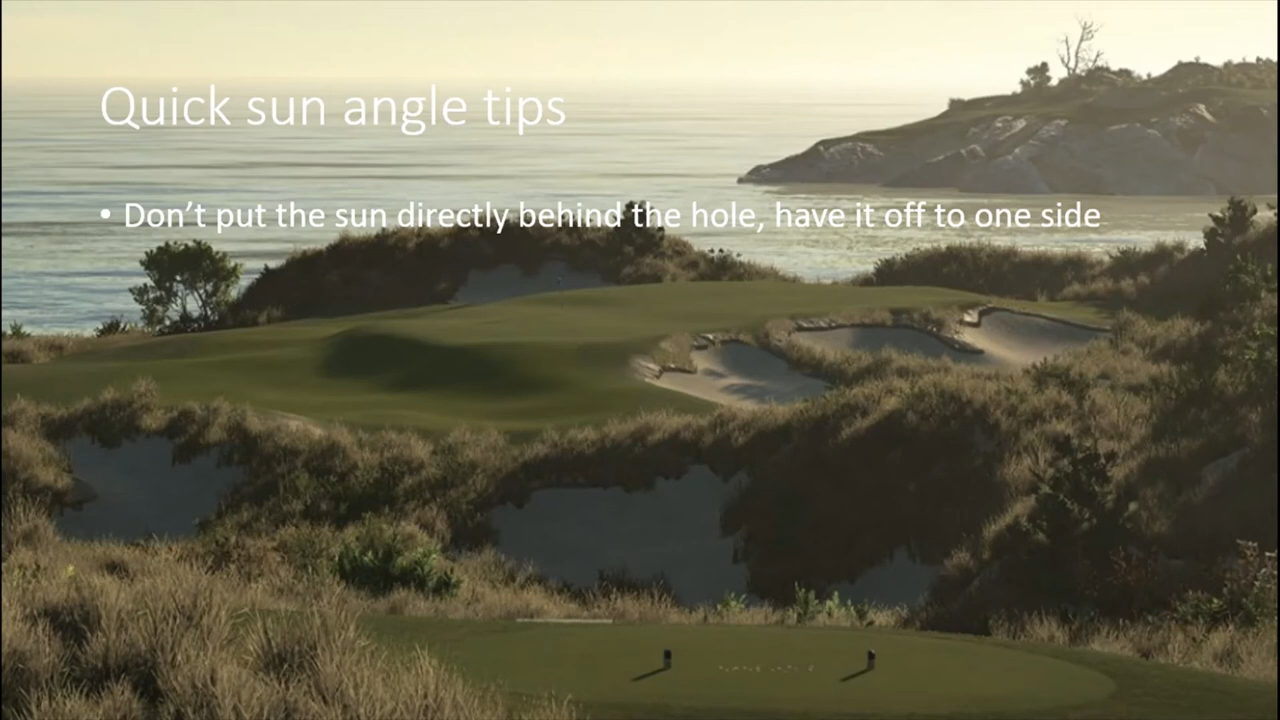 Quick sun angle tips
• Don’t put the sun directly behind the hole, have it off to one side